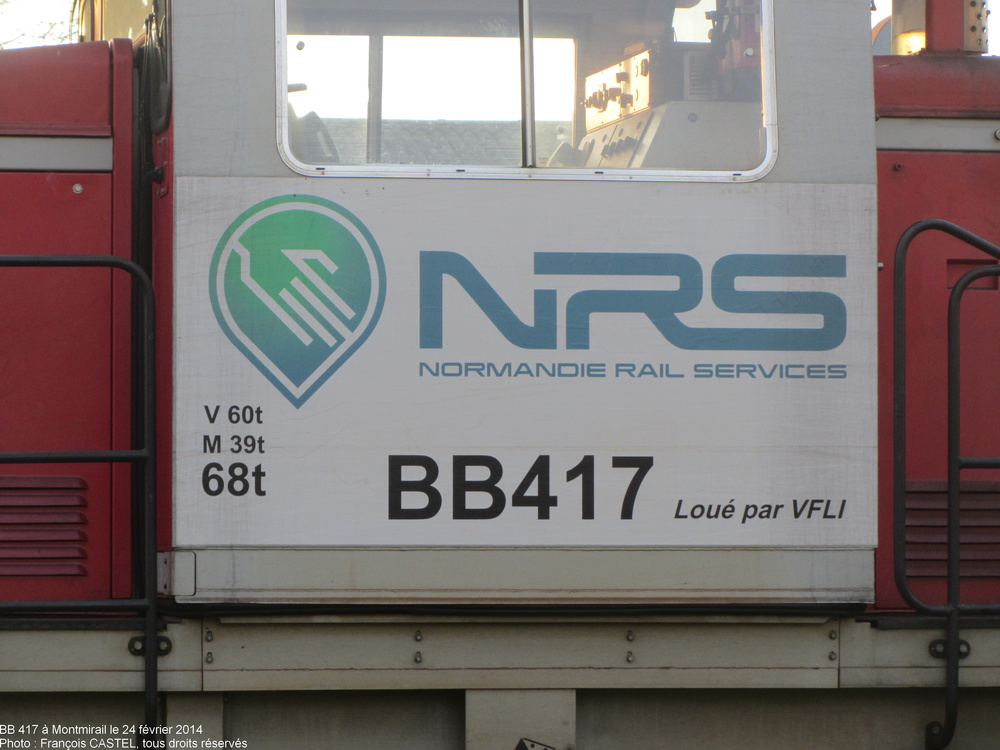 NRS
NORMANDIE RAIL SERVICES
V 60t
M 39t
68t
BB417
Loué par VFLI
BB 417 à Montmirail le 24 février 2014
Photo : François CASTEL, tous droits réservés